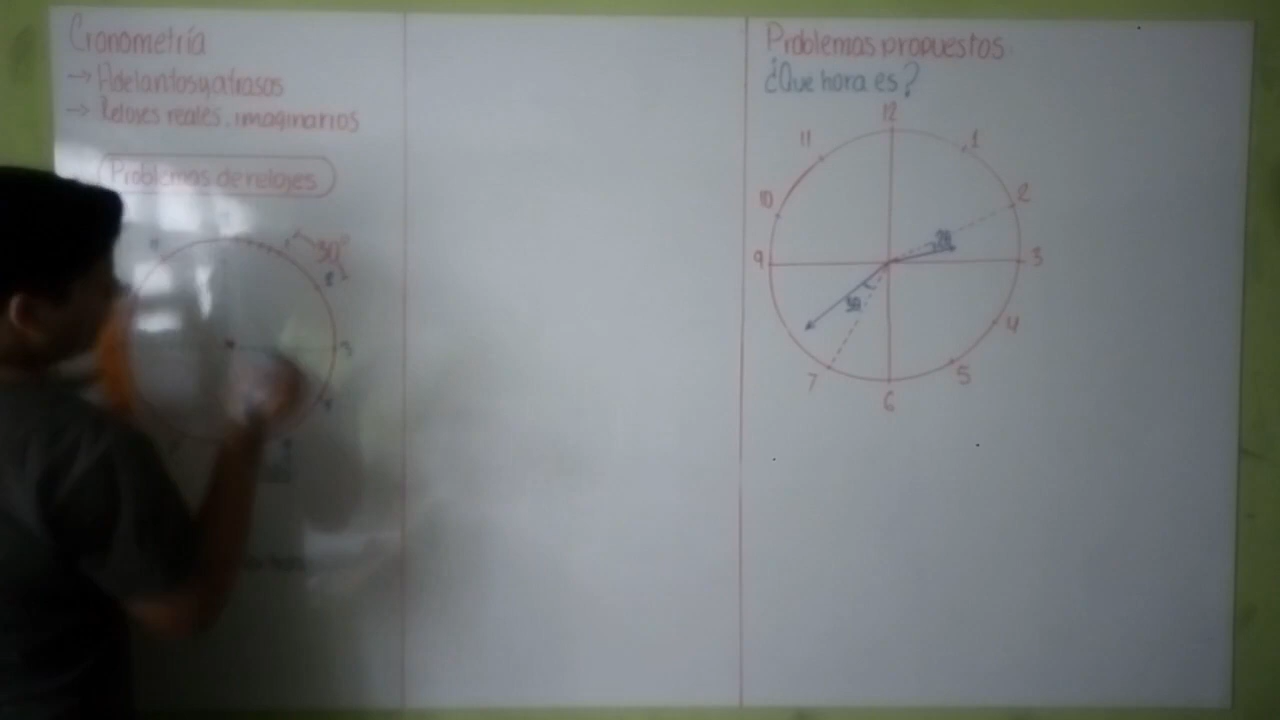 Cronometría
→ Adelantos y atrasos
→ Relojes reales, imaginarios
Problemas de relojes
30°
3
Problemas propuestos
¿Que hora es?
12
11
1
10
2
9
3
4
7
5
6